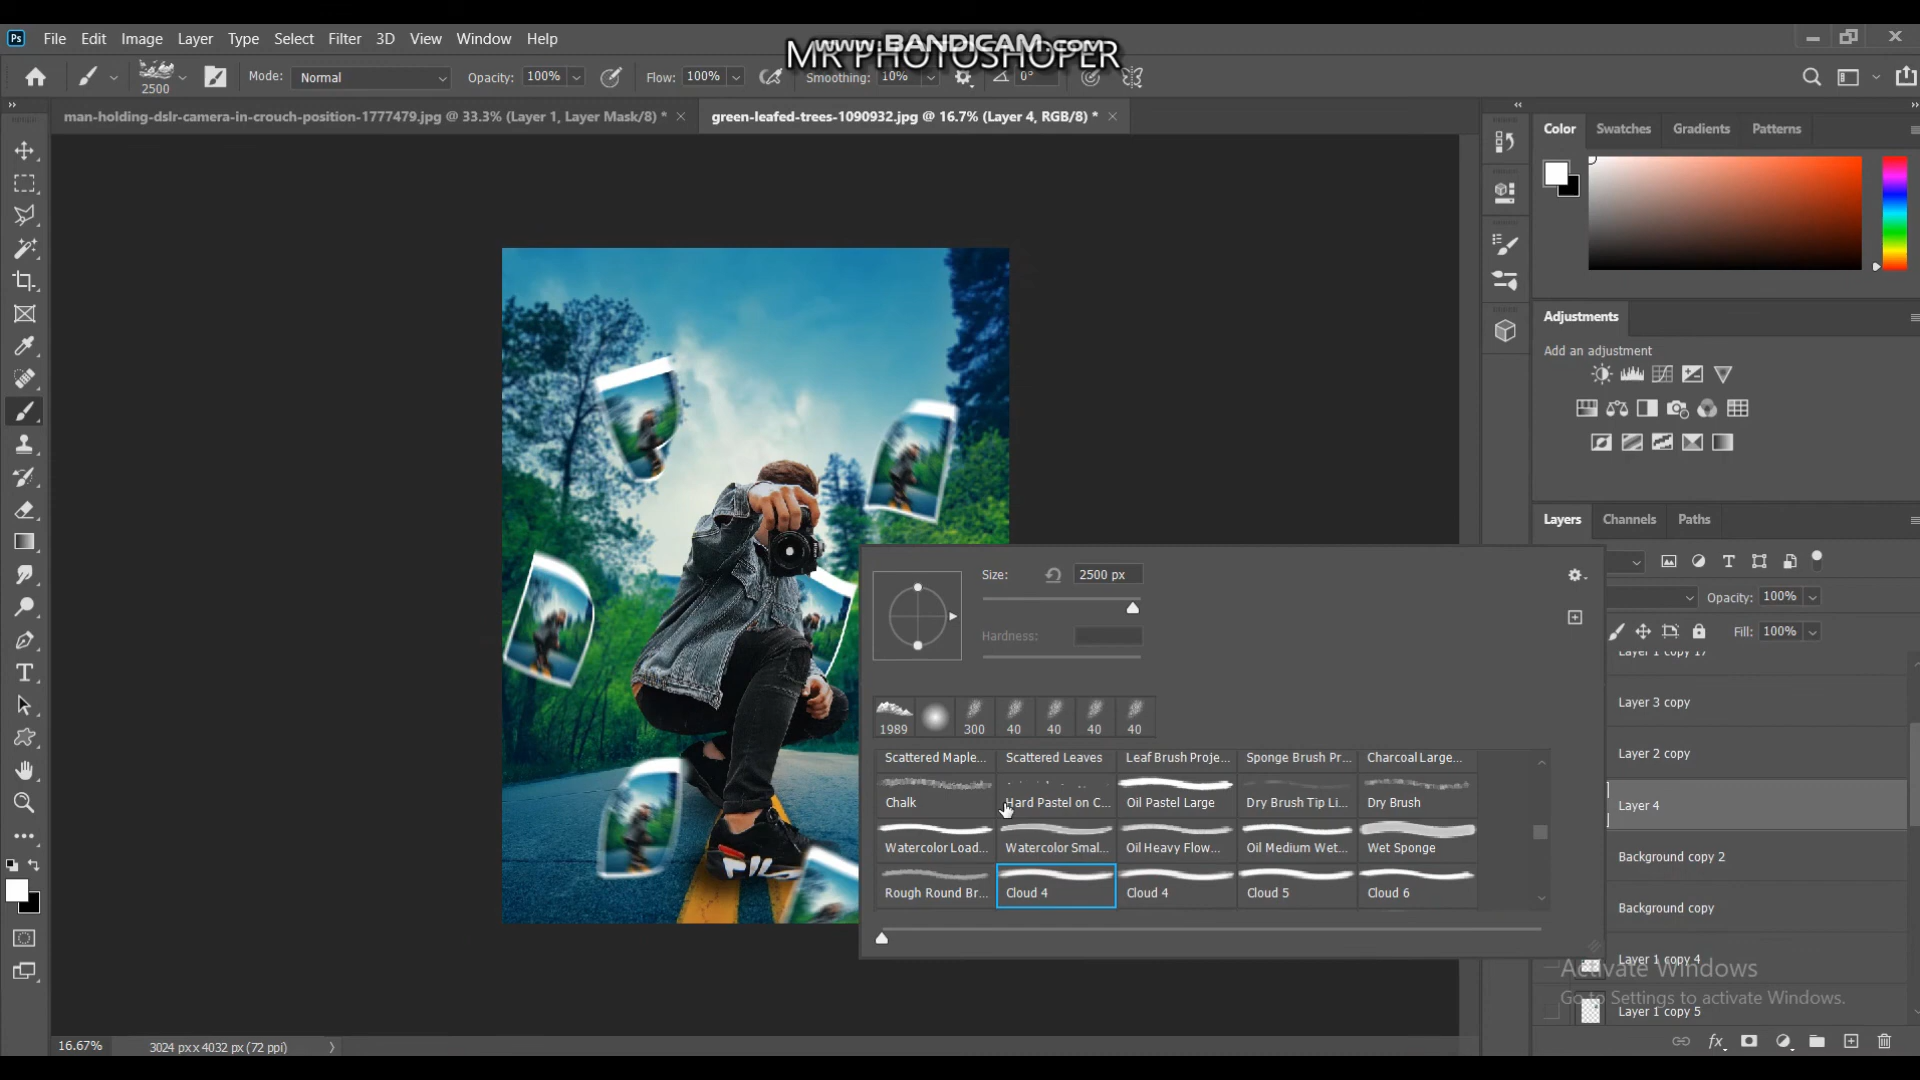 www.BANDICAM.com
MR PHOTOSHOPER
Ps File Edit Image Layer Type Select Filter 3D View Window Help
2500 Mode: Normal Opacity: 100% Flow: 100% Smoothing: 10% 0°
man-holding-dslr-camera-in-crouch-position-1777479.jpg @ 33.3% (Layer 1, Layer Mask/8) *
green-leafed-trees-1090932.jpg @ 16.7% (Layer 4, RGB/8) *
Color Swatches Gradients Patterns
Adjustments
Add an adjustment
Layers Channels Paths
Opacity: 100%
Fill: 100%
Layer 1 copy 17
Layer 3 copy
Layer 2 copy
Layer 4
Background copy 2
Background copy
Layer 1 copy 4
Layer 1 copy 5
Size: 2500 px
Hardness:
1989 300 40 40 40 40
Scattered Maple... Scattered Leaves Leaf Brush Proje... Sponge Brush Pr... Charcoal Large...
Chalk Hard Pastel on C... Oil Pastel Large Dry Brush Tip Li... Dry Brush
Watercolor Load... Watercolor Smal... Oil Heavy Flow... Oil Medium Wet... Wet Sponge
Rough Round Br... Cloud 4 Cloud 4 Cloud 5 Cloud 6
FILA
Activate Windows
Go to Settings to activate Windows.
16.67% 3024 px x 4032 px (72 ppi)